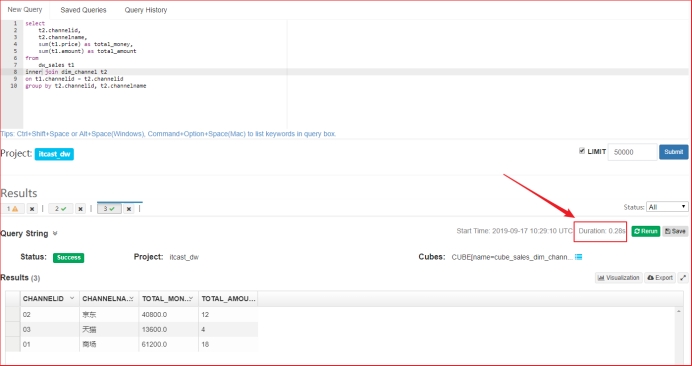 New Query Saved Queries Query History
1 select
2 t2.channelid,
3 t2.channelname,
4 sum(t1.price) as total_money,
5 sum(t1.amount) as total_amount
6 from
7 dw_sales t1
8 inner join dim_channel t2
9 on t1.channelid = t2.channelid
10 group by t2.channelid, t2.channelname
Tips: Ctrl+Shift+Space or Alt+Space(Windows), Command+Option+Space(Mac) to list keywords in query box.
Project: itcast_dw LIMIT 50000 Submit
Results
1 2 3 Status: All
Query String Start Time: 2019-09-17 10:29:10 UTC Duration: 0.28s Rerun Save
Status: Success Project: itcast_dw Cubes: CUBE[name=cube_sales_dim_chann...
Results (3) Visualization Export
CHANNELID CHANNELNA... TOTAL_MON... TOTAL_AMOU...
02 京东 40800.0 12
03 天猫 13600.0 4
01 商场 61200.0 18